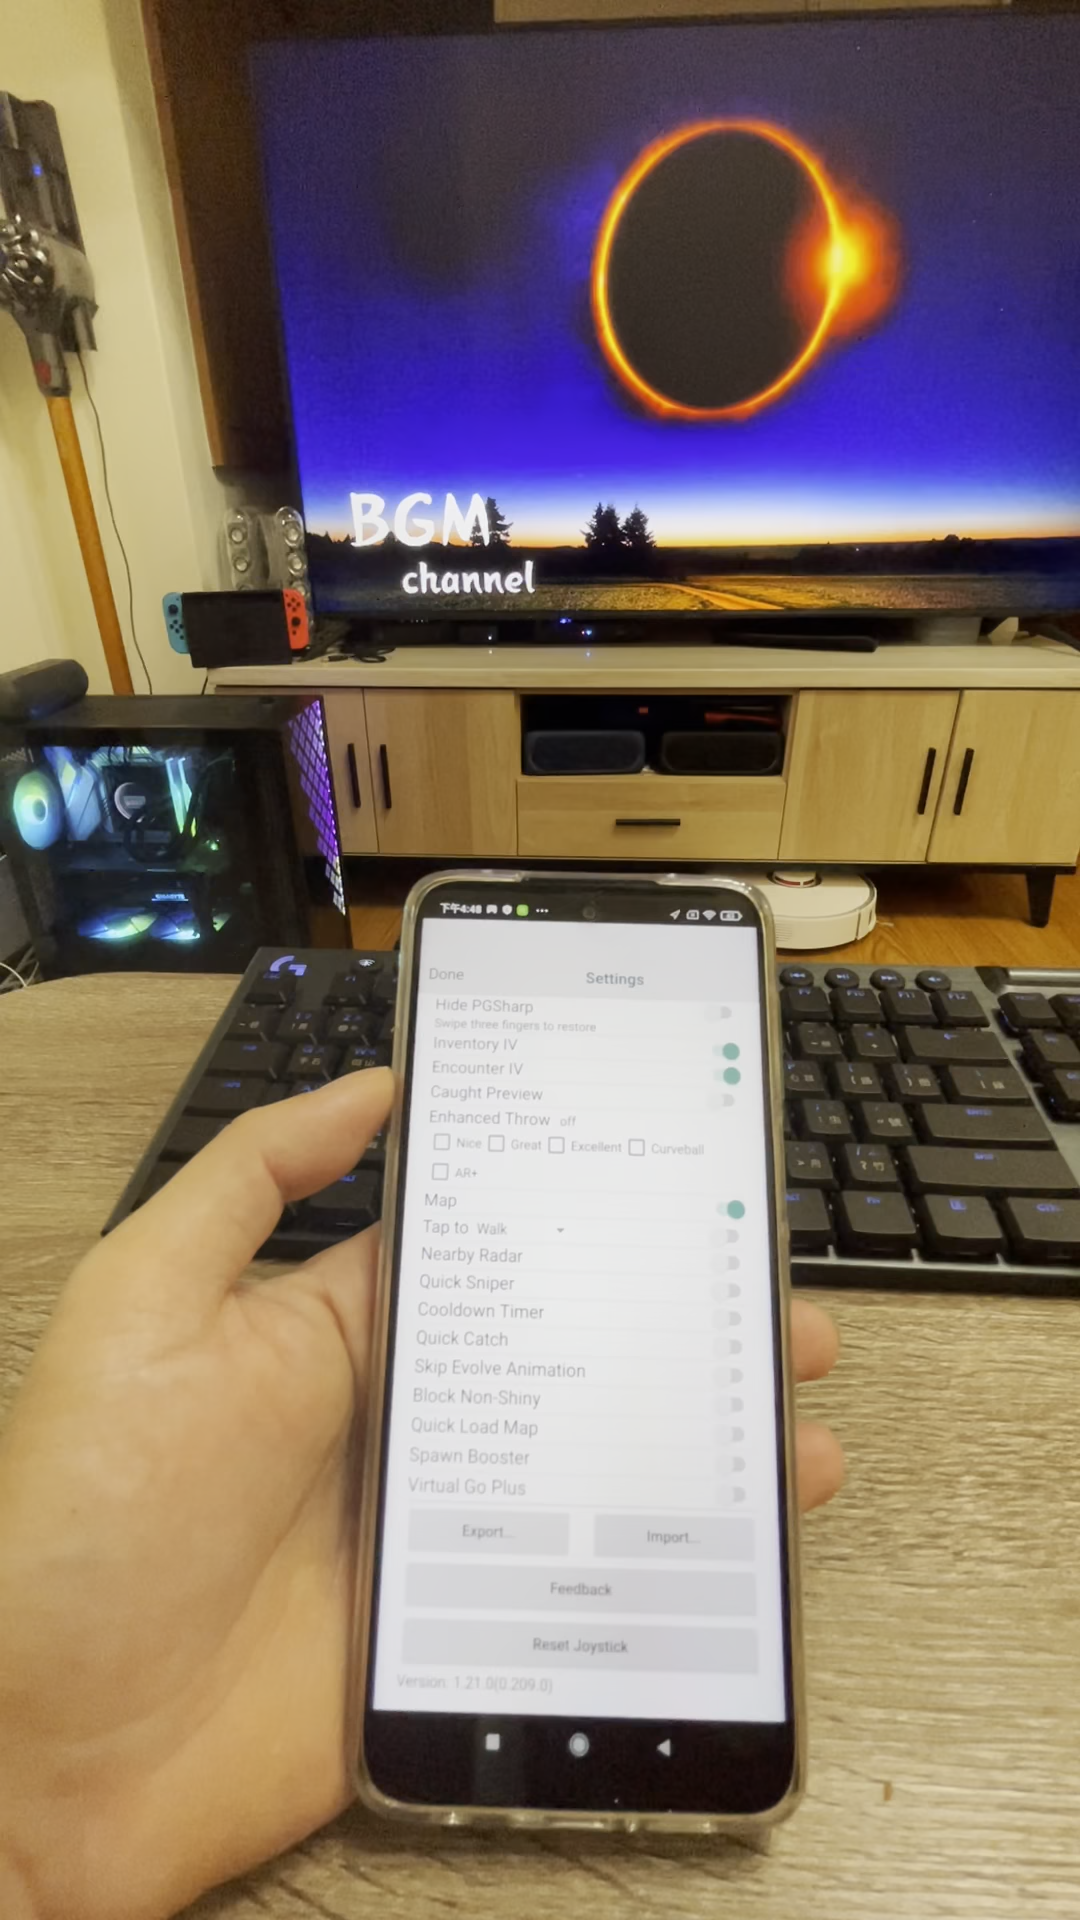 BGM
channel
下午4:48
Done
Settings
Hide PGSharp
Swipe three fingers to restore
Inventory IV
Encounter IV
Caught Preview
Enhanced Throw off
Nice Great Excellent Curveball
AR+
Map
Tap to Walk
Nearby Radar
Quick Sniper
Cooldown Timer
Quick Catch
Skip Evolve Animation
Block Non-Shiny
Quick Load Map
Spawn Booster
Virtual Go Plus
Export...
Import...
Feedback
Reset Joystick
Version: 1.21.0(0.209.0)